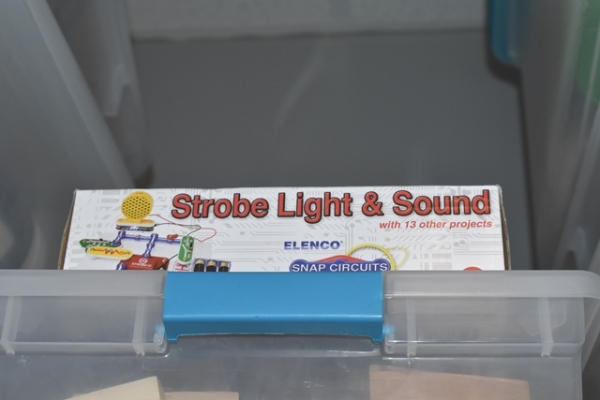 Strobe Light & Sound
with 13 other projects
ELENCO®
SNAP CIRCUITS